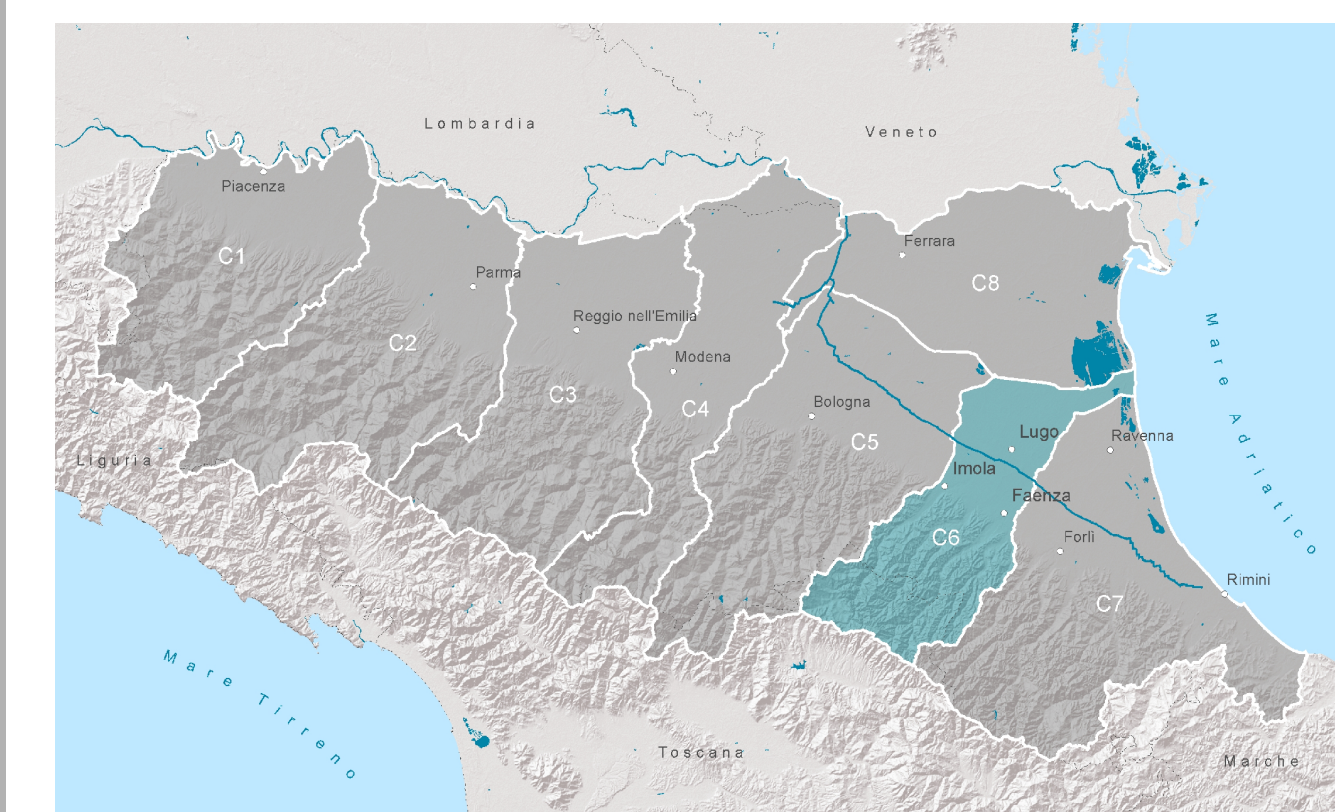 Lombardia
Veneto
Piacenza
Ferrara
C1
Parma
C8
Reggio nell'Emilia
C2
Modena
Mare Adriatico
C3
Bologna
C4
Lugo
Ravenna
C5
Liguria
Imola
Faenza
C6
Forlì
Rimini
C7
Mare Tirreno
Toscana
Marche